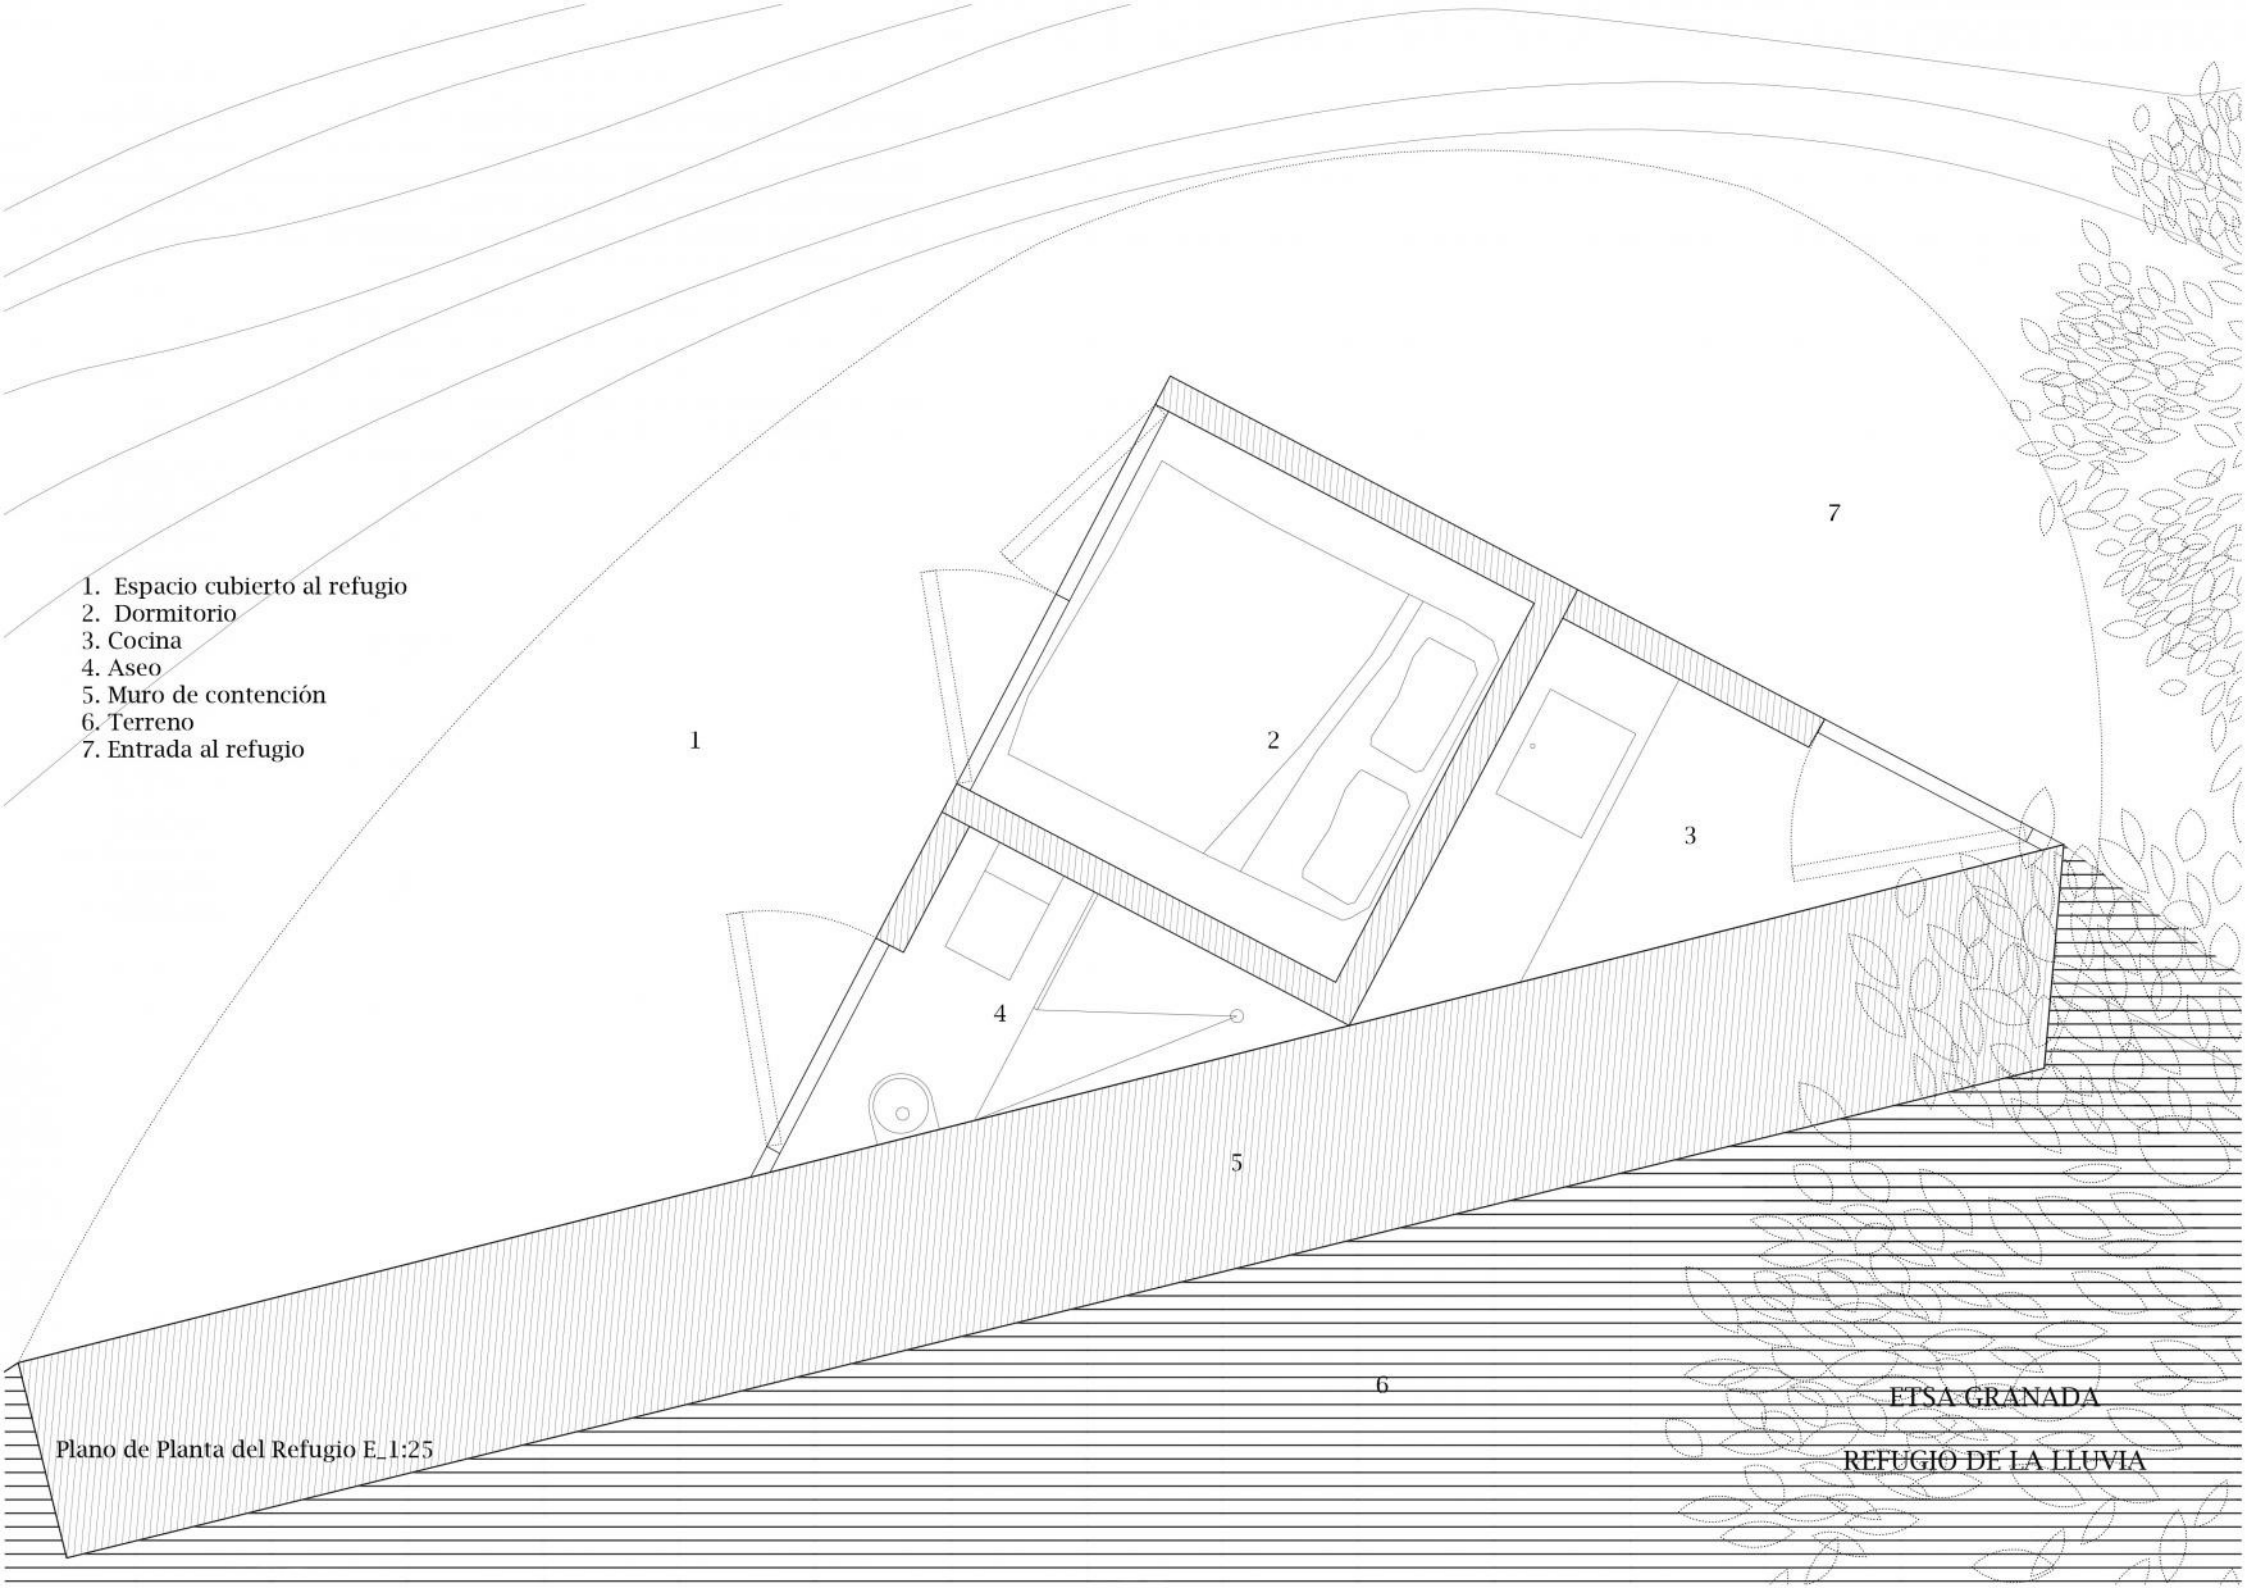 7
1. Espacio cubierto al refugio
2. Dormitorio
3. Cocina
4. Aseo
5. Muro de contención
6. Terreno
7. Entrada al refugio
1
2
3
4
5
6
ETSA GRANADA
Plano de Planta del Refugio E_1:25
REFUGIO DE LA LLUVIA